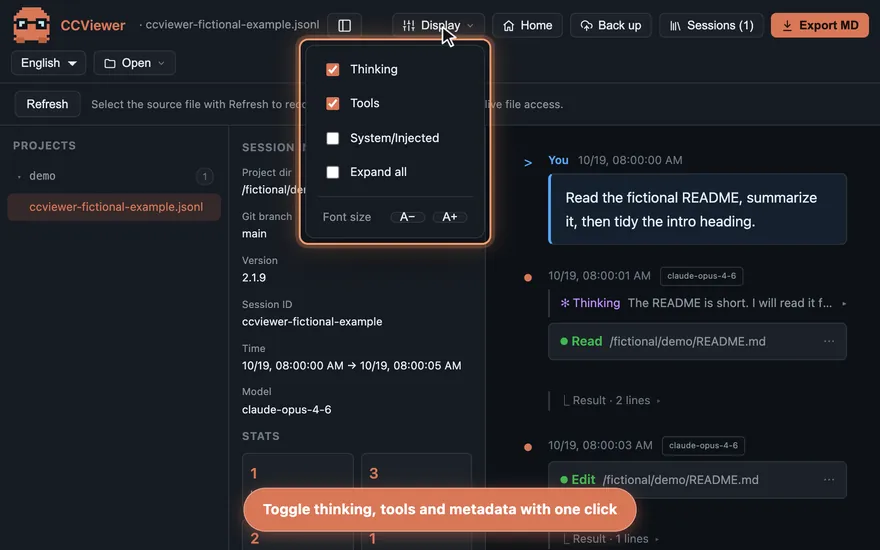 CCViewer · ccviewer-fictional-example.jsonl Display Home Back up Sessions (1) Export MD
English Open
Refresh Select the source file with Refresh to live file access.
Thinking
Tools
System/Injected
Expand all
Font size A− A+
PROJECTS
demo 1
ccviewer-fictional-example.jsonl
SESSION
Project dir
/fictional/
Git branch
main
Version
2.1.9
Session ID
ccviewer-fictional-example
Time
10/19, 08:00:00 AM → 10/19, 08:00:05 AM
Model
claude-opus-4-6
STATS
1 3
2 1
> You 10/19, 08:00:00 AM
Read the fictional README, summarize
it, then tidy the intro heading.
10/19, 08:00:01 AM claude-opus-4-6
✻ Thinking The README is short. I will read it f...
Read /fictional/demo/README.md ···
⎿ Result · 2 lines
10/19, 08:00:03 AM claude-opus-4-6
Edit /fictional/demo/README.md ···
⎿ Result · 1 lines
Toggle thinking, tools and metadata with one click